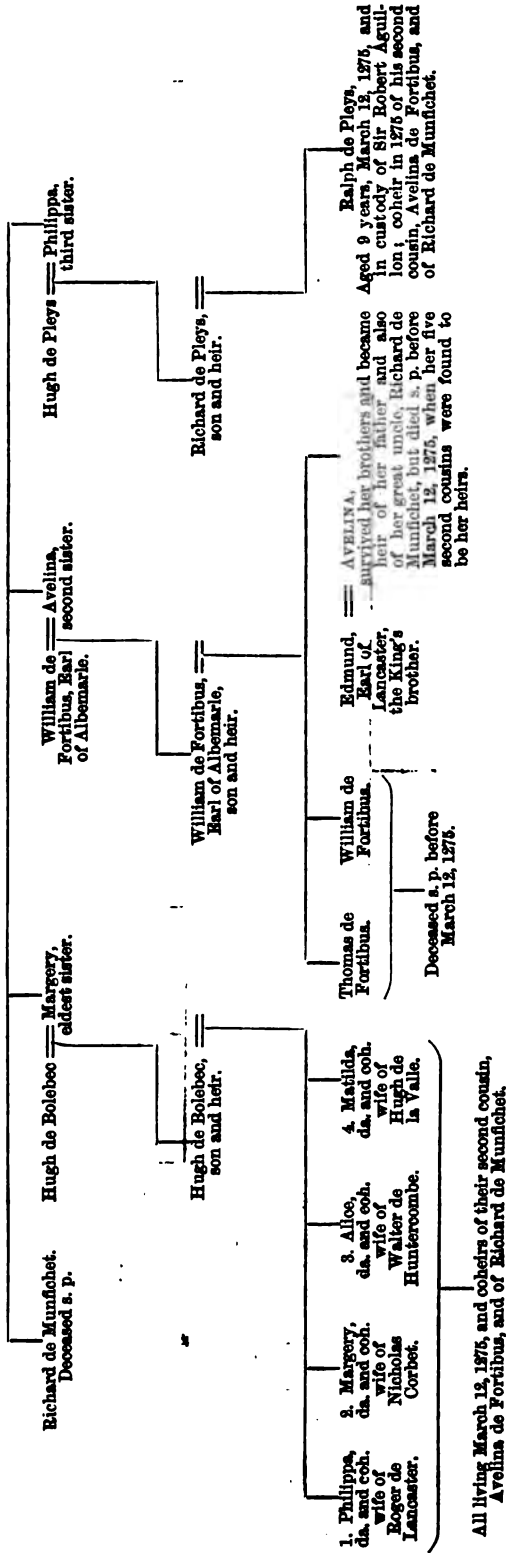 Richard de Munfichet.
Deceased s. p.
Hugh de Bolebec
Margery,
eldest sister.
William de
Fortibus, Earl
of Albemarle.
Avelina,
second sister.
Hugh de Pleys
Philippa,
third sister.
Hugh de Bolebec,
son and heir.
William de Fortibus,
Earl of Albemarle,
son and heir.
Richard de Pleys,
son and heir.
1. Philippa,
da. and coh.
wife of
Roger de
Lancaster.
2. Margery,
da. and coh.
wife of
Nicholas
Corbet.
3. Alice,
da. and coh.
wife of
Walter de
Huntercombe.
4. Matilda,
da. and coh.
wife of
Hugh de
la Valle.
All living March 12, 1275, and coheirs of their second cousin,
Avelina de Fortibus, and of Richard de Munfichet.
Thomas de
Fortibus.
William de
Fortibus.
Deceased s. p. before
March 12, 1275.
Edmund,
Earl of
Lancaster,
the King's
brother.
AVELINA,
survived her brothers and became
heir of her father and also
of her great uncle, Richard de
Munfichet, but died s. p. before
March 12, 1275, when her five
second cousins were found to
be her heirs.
Ralph de Pleys,
Aged 9 years, March 12, 1275, and
in custody of Sir Robert Aguil-
lon; coheir in 1275 of his second
cousin, Avelina de Fortibus, and
of Richard de Munfichet.